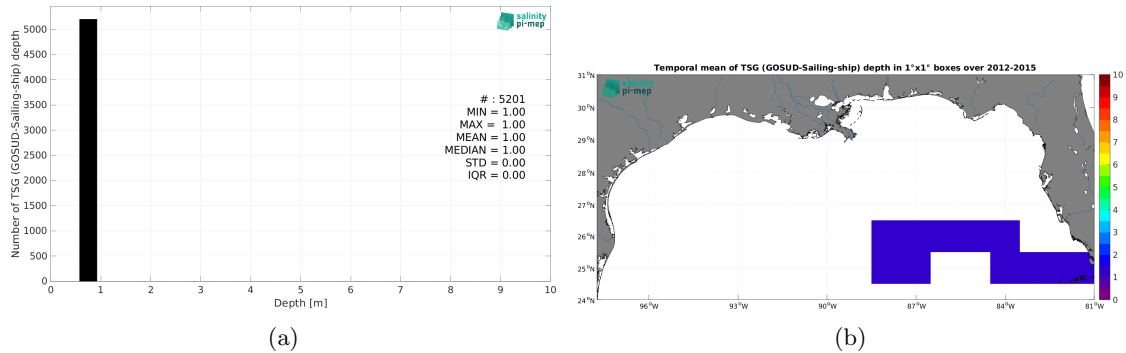 salinity
pi-mep
5000
4500
4000
3500
3000
2500
2000
1500
1000
500
0
Number of TSG (GOSUD-Sailing-ship) depth
# : 5201
MIN = 1.00
MAX = 1.00
MEAN = 1.00
MEDIAN = 1.00
STD = 0.00
IQR = 0.00
0 1 2 3 4 5 6 7 8 9 10
Depth [m]
(a)
Temporal mean of TSG (GOSUD-Sailing-ship) depth in 1°x1° boxes over 2012-2015
salinity
pi-mep
31°N
30°N
29°N
28°N
27°N
26°N
25°N
24°N
96°W 93°W 90°W 87°W 84°W 81°W
10
9
8
7
6
5
4
3
2
1
0
(b)